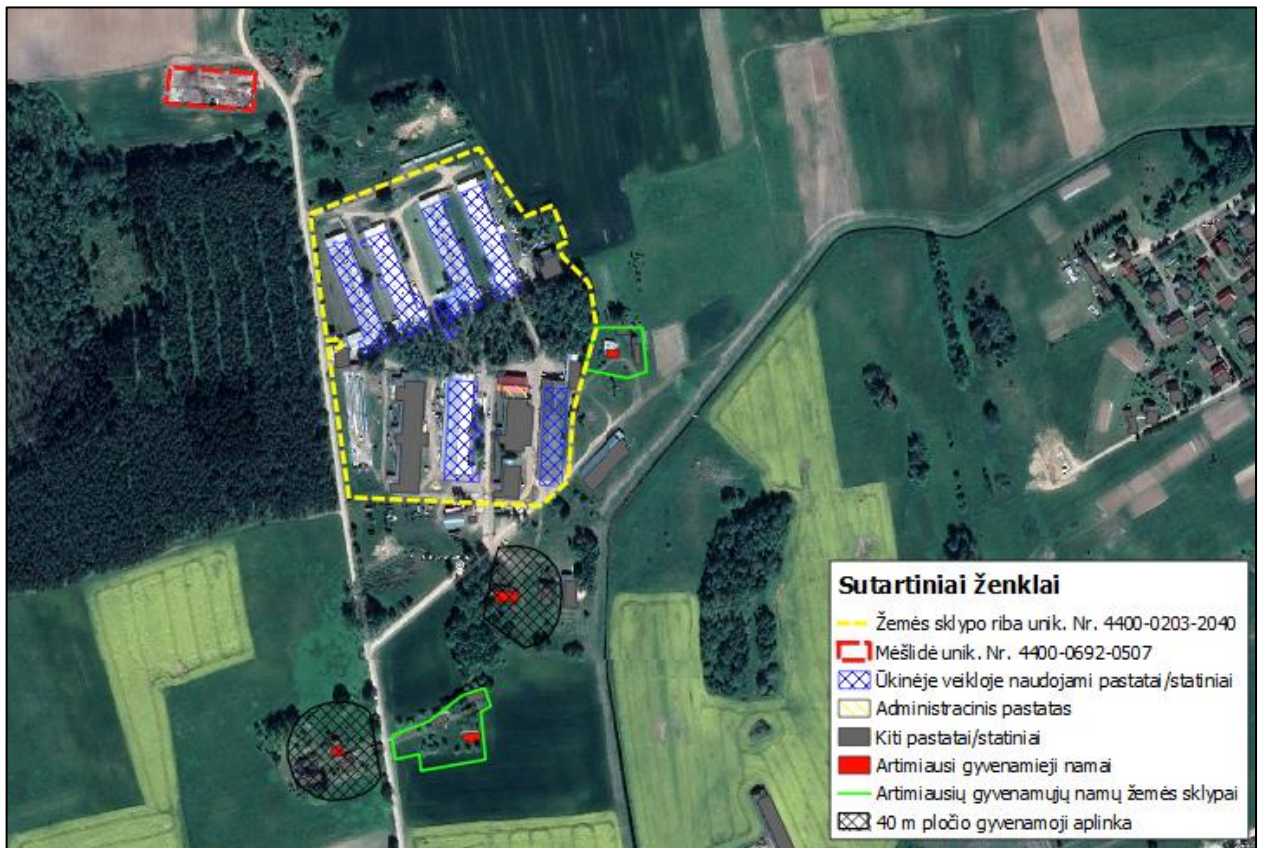 Sutartiniai ženklai
Žemės sklypo riba unik. Nr. 4400-0203-2040
Mėšlidė unik. Nr. 4400-0692-0507
Ūkinėje veikloje naudojami pastatai/statiniai
Administracinis pastatas
Kiti pastatai/statiniai
Artimiausi gyvenamieji namai
Artimiausių gyvenamųjų namų žemės sklypai
40 m pločio gyvenamoji aplinka